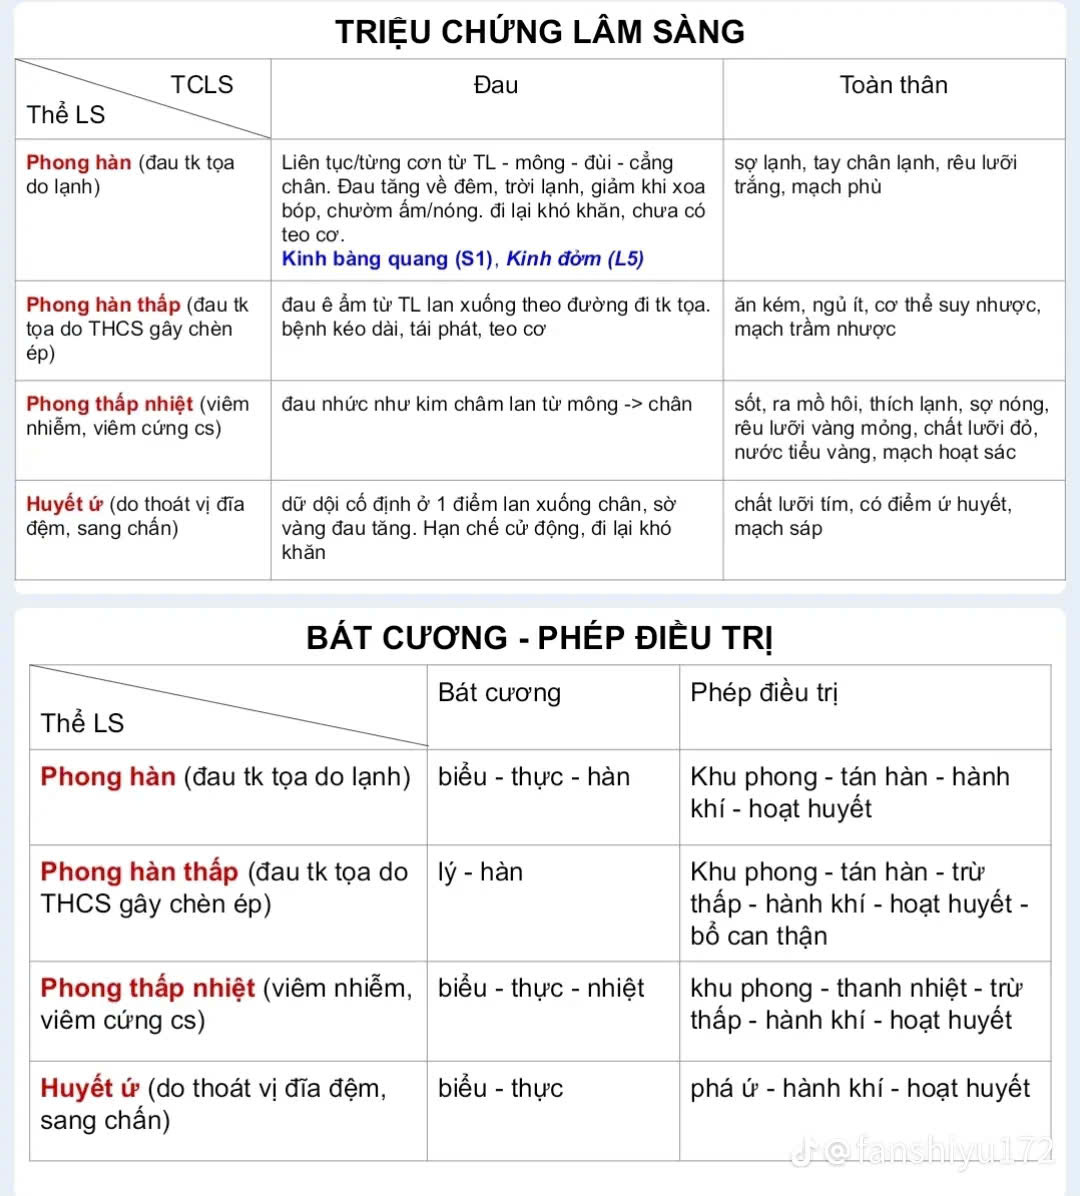 TRIỆU CHỨNG LÂM SÀNG
TCLS
Thể LS
Đau
Toàn thân
Phong hàn (đau tk tọa
do lạnh)
Liên tục/từng cơn từ TL - mông - đùi - cẳng
chân. Đau tăng về đêm, trời lạnh, giảm khi xoa
bóp, chườm ấm/nóng. đi lại khó khăn, chưa có
teo cơ.
Kinh bàng quang (S1), Kinh đởm (L5)
sợ lạnh, tay chân lạnh, rêu lưỡi
trắng, mạch phù
Phong hàn thấp (đau tk
tọa do THCS gây chèn
ép)
đau ê ẩm từ TL lan xuống theo đường đi tk tọa.
bệnh kéo dài, tái phát, teo cơ
ăn kém, ngủ ít, cơ thể suy nhược,
mạch trầm nhược
Phong thấp nhiệt (viêm
nhiễm, viêm cứng cs)
đau nhức như kim châm lan từ mông -> chân
sốt, ra mồ hôi, thích lạnh, sợ nóng,
rêu lưỡi vàng mỏng, chất lưỡi đỏ,
nước tiểu vàng, mạch hoạt sác
Huyết ứ (do thoát vị đĩa
đệm, sang chấn)
dữ dội cố định ở 1 điểm lan xuống chân, sờ
vàng đau tăng. Hạn chế cử động, đi lại khó
khăn
chất lưỡi tím, có điểm ứ huyết,
mạch sáp
BÁT CƯƠNG - PHÉP ĐIỀU TRỊ
Thể LS
Bát cương
Phép điều trị
Phong hàn (đau tk tọa do lạnh)
biểu - thực - hàn
Khu phong - tán hàn - hành
khí - hoạt huyết
Phong hàn thấp (đau tk tọa do
THCS gây chèn ép)
lý - hàn
Khu phong - tán hàn - trừ
thấp - hành khí - hoạt huyết -
bổ can thận
Phong thấp nhiệt (viêm nhiễm,
viêm cứng cs)
biểu - thực - nhiệt
khu phong - thanh nhiệt - trừ
thấp - hành khí - hoạt huyết
Huyết ứ (do thoát vị đĩa đệm,
sang chấn)
biểu - thực
phá ứ - hành khí - hoạt huyết
@fanshiyu172